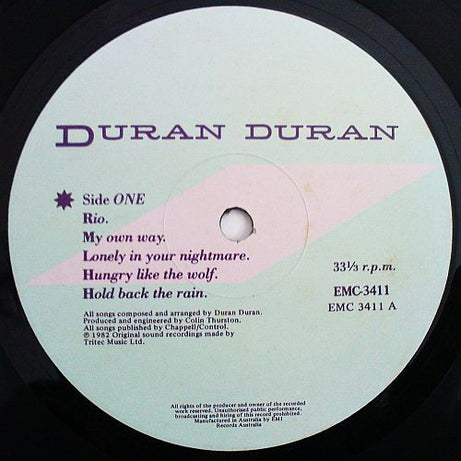 DURAN DURAN
Side ONE
Rio.
My own way.
Lonely in your nightmare.
Hungry like the wolf.
Hold back the rain.
33⅓ r.p.m.
EMC-3411
EMC 3411 A
All songs composed and arranged by Duran Duran.
Produced and engineered by Colin Thurston.
All songs published by Chappell/Control.
℗ 1982 Original sound recordings made by
Tritec Music Ltd.
All rights of the producer and owner of the recorded
work reserved. Unauthorised public performance,
broadcasting and hiring of this record prohibited.
Manufactured in Australia by EMI
Records Australia